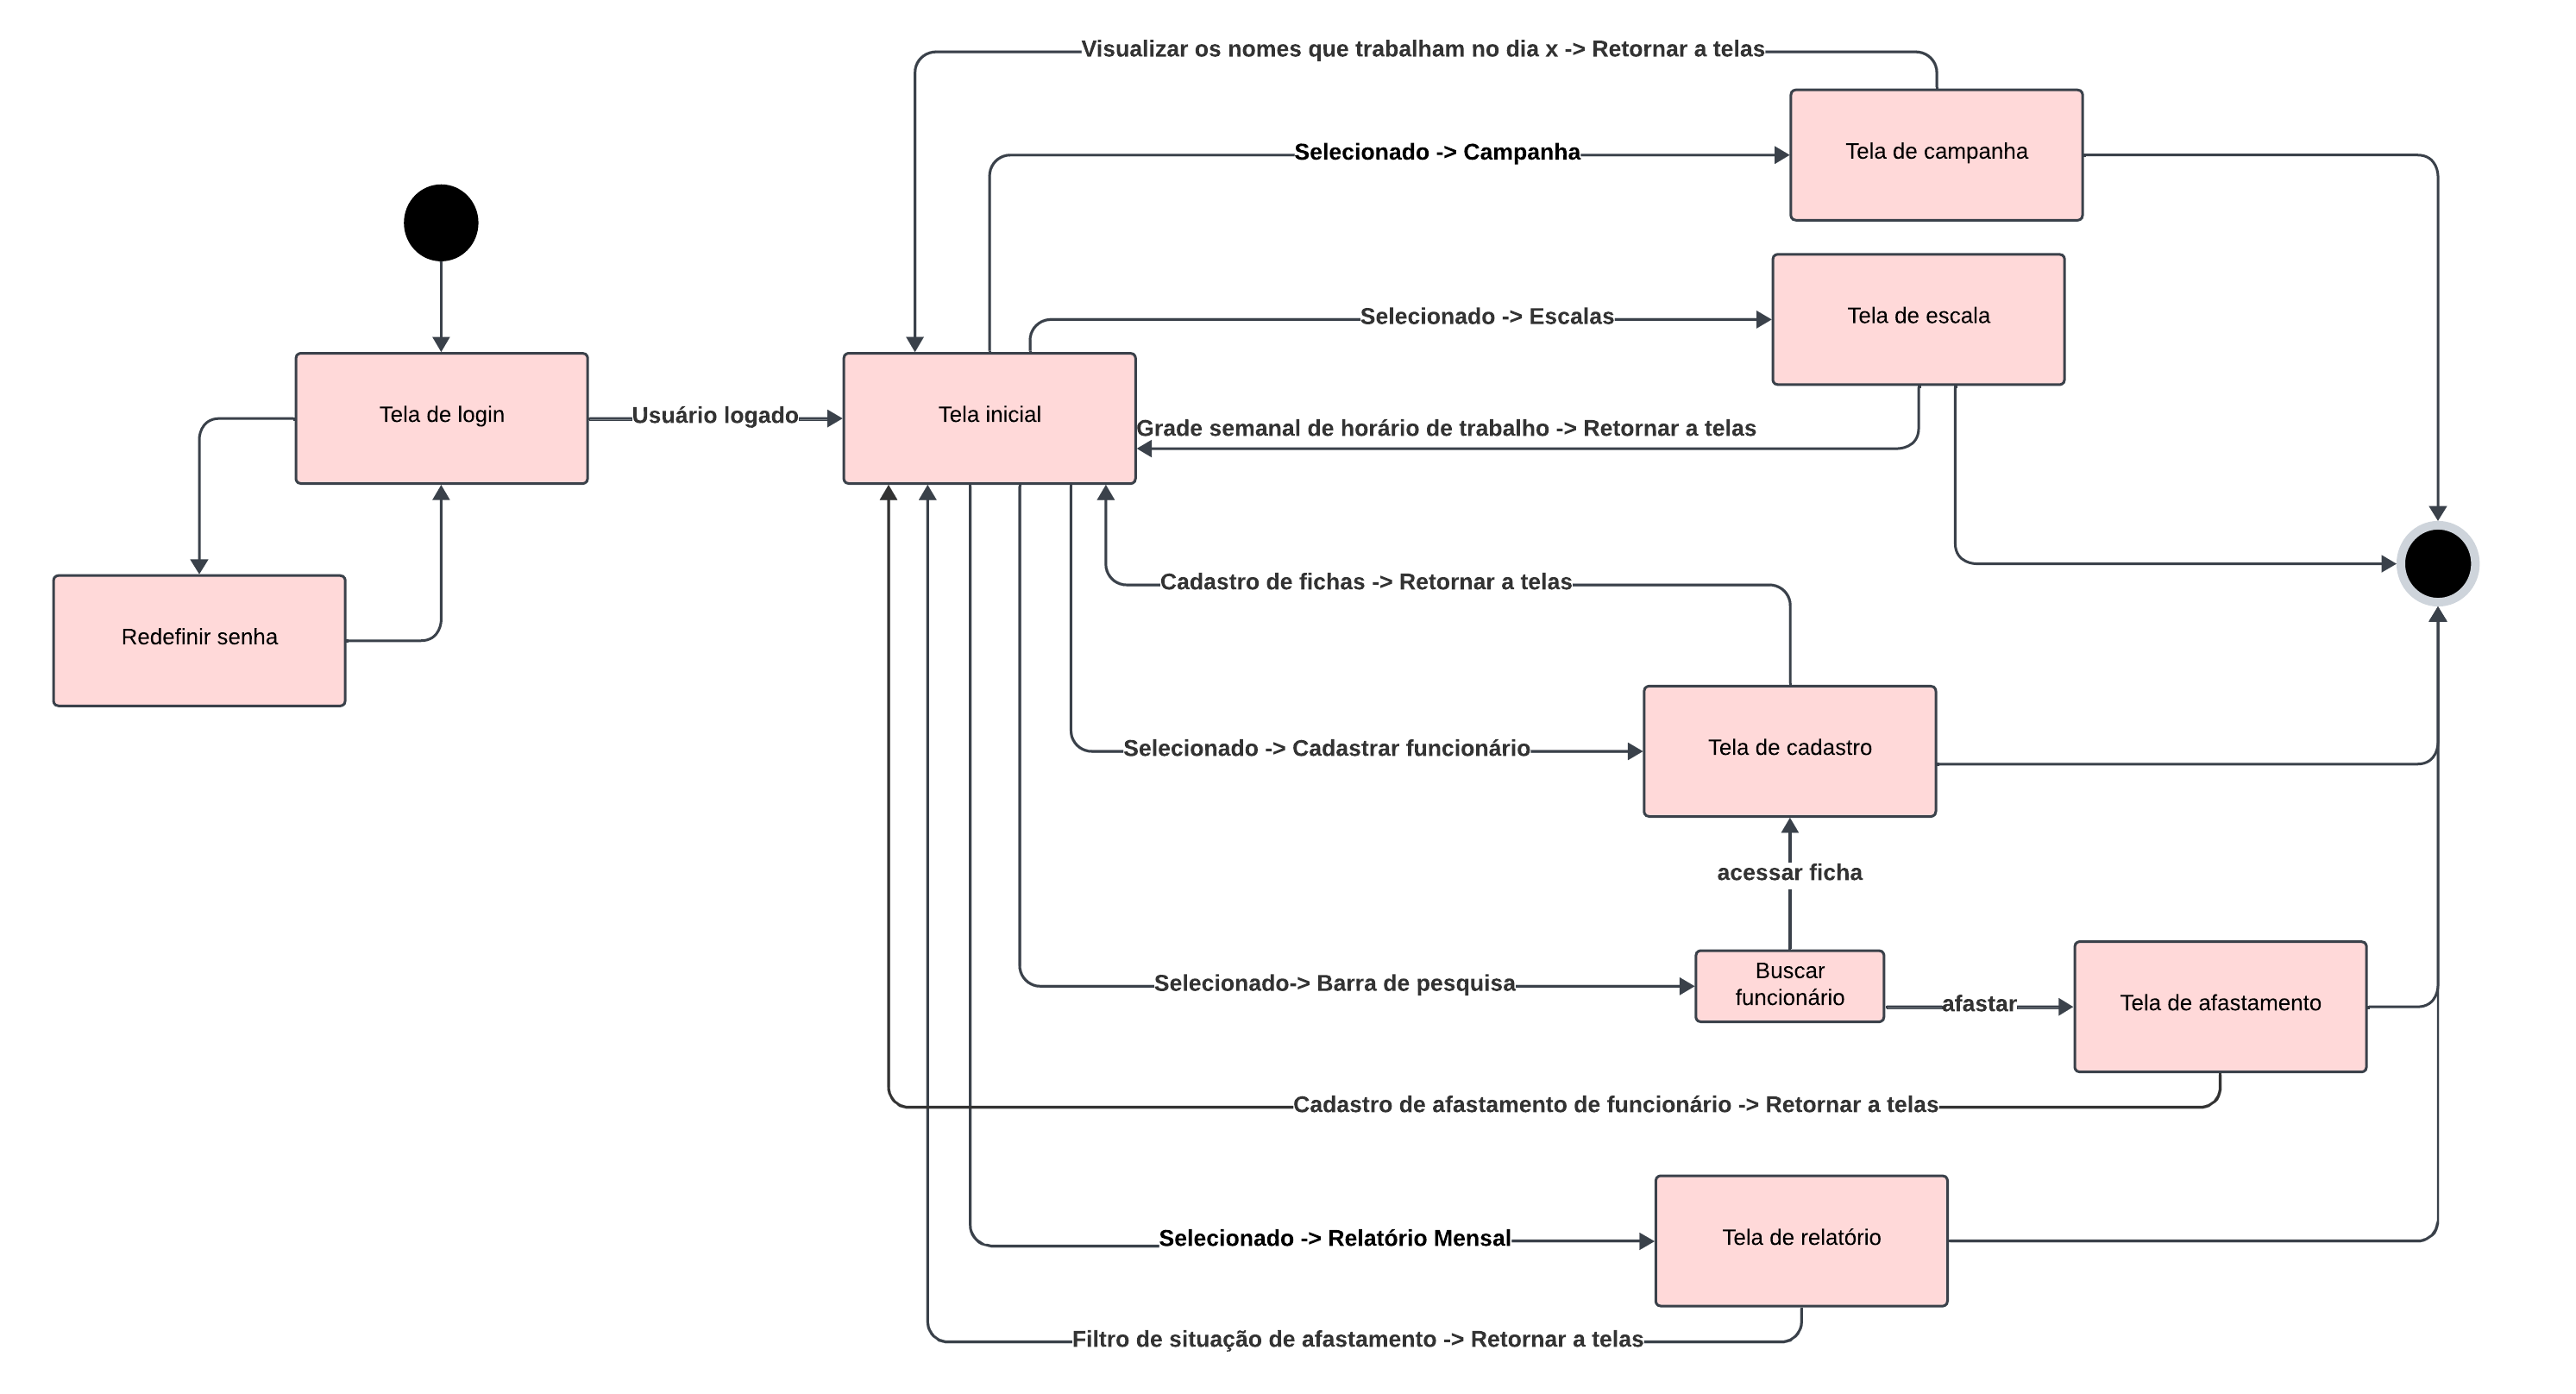 Visualizar os nomes que trabalham no dia x -> Retornar a telas
Selecionado -> Campanha
Tela de campanha
Selecionado -> Escalas
Tela de escala
Tela de login
Usuário logado
Tela inicial
Grade semanal de horário de trabalho -> Retornar a telas
Cadastro de fichas -> Retornar a telas
Redefinir senha
Selecionado -> Cadastrar funcionário
Tela de cadastro
acessar ficha
Selecionado-> Barra de pesquisa
Buscar
funcionário
afastar
Tela de afastamento
Cadastro de afastamento de funcionário -> Retornar a telas
Selecionado -> Relatório Mensal
Tela de relatório
Filtro de situação de afastamento -> Retornar a telas